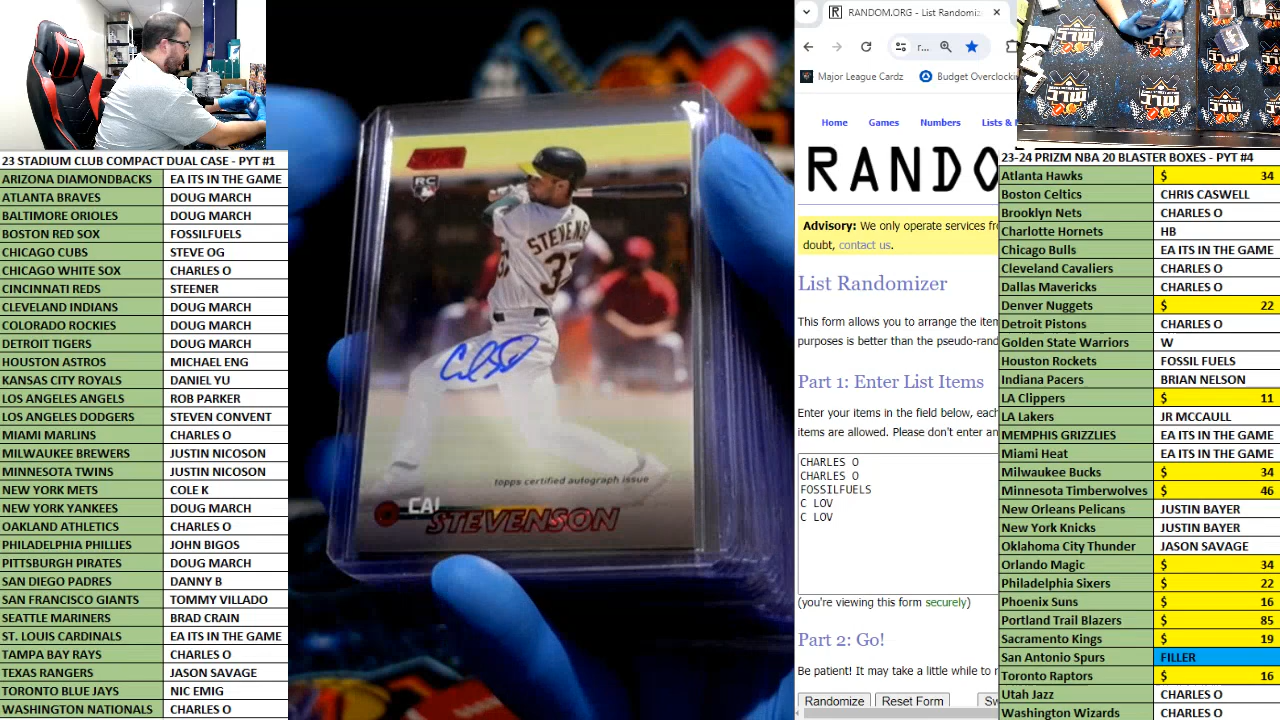 23 STADIUM CLUB COMPACT DUAL CASE - PYT #1
ARIZONA DIAMONDBACKS EA ITS IN THE GAME
ATLANTA BRAVES DOUG MARCH
BALTIMORE ORIOLES DOUG MARCH
BOSTON RED SOX FOSSILFUELS
CHICAGO CUBS STEVE OG
CHICAGO WHITE SOX CHARLES O
CINCINNATI REDS STEENER
CLEVELAND INDIANS DOUG MARCH
COLORADO ROCKIES DOUG MARCH
DETROIT TIGERS DOUG MARCH
HOUSTON ASTROS MICHAEL ENG
KANSAS CITY ROYALS DANIEL YU
LOS ANGELES ANGELS ROB PARKER
LOS ANGELES DODGERS STEVEN CONVENT
MIAMI MARLINS CHARLES O
MILWAUKEE BREWERS JUSTIN NICOSON
MINNESOTA TWINS JUSTIN NICOSON
NEW YORK METS COLE K
NEW YORK YANKEES DOUG MARCH
OAKLAND ATHLETICS CHARLES O
PHILADELPHIA PHILLIES JOHN BIGOS
PITTSBURGH PIRATES DOUG MARCH
SAN DIEGO PADRES DANNY B
SAN FRANCISCO GIANTS TOMMY VILLADO
SEATTLE MARINERS BRAD CRAIN
ST. LOUIS CARDINALS EA ITS IN THE GAME
TAMPA BAY RAYS CHARLES O
TEXAS RANGERS JASON SAVAGE
TORONTO BLUE JAYS NIC EMIG
WASHINGTON NATIONALS CHARLES O
RC
STEVENS
37
topps certified autograph issue
CAL
STEVENSON
RANDOM.ORG - List Randomiz
r...
Major League Cardz Budget Overclockin
Home Games Numbers Lists &
RANDO
Advisory: We only operate services fr
doubt, contact us.
List Randomizer
This form allows you to arrange the item
purposes is better than the pseudo-rand
Part 1: Enter List Items
Enter your items in the field below, each
items are allowed. Please don't enter an
CHARLES O
CHARLES O
FOSSILFUELS
C LOV
C LOV
(you're viewing this form securely)
Part 2: Go!
Be patient! It may take a little while to r
Randomize Reset Form Sw
23-24 PRIZM NBA 20 BLASTER BOXES - PYT #4
Atlanta Hawks $ 34
Boston Celtics CHRIS CASWELL
Brooklyn Nets CHARLES O
Charlotte Hornets HB
Chicago Bulls EA ITS IN THE GAME
Cleveland Cavaliers CHARLES O
Dallas Mavericks CHARLES O
Denver Nuggets $ 22
Detroit Pistons CHARLES O
Golden State Warriors W
Houston Rockets FOSSIL FUELS
Indiana Pacers BRIAN NELSON
LA Clippers $ 11
LA Lakers JR MCCAULL
MEMPHIS GRIZZLIES EA ITS IN THE GAME
Miami Heat EA ITS IN THE GAME
Milwaukee Bucks $ 34
Minnesota Timberwolves $ 46
New Orleans Pelicans JUSTIN BAYER
New York Knicks JUSTIN BAYER
Oklahoma City Thunder JASON SAVAGE
Orlando Magic $ 34
Philadelphia Sixers $ 22
Phoenix Suns $ 16
Portland Trail Blazers $ 85
Sacramento Kings $ 19
San Antonio Spurs FILLER
Toronto Raptors $ 16
Utah Jazz CHARLES O
Washington Wizards CHARLES O